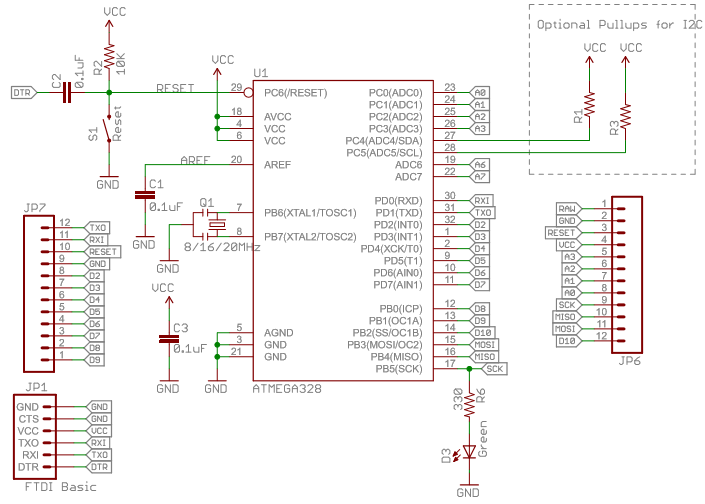 VCC
Optional Pullups for I2C
VCC
VCC
R1
R3
DTR
C2
0.1uF
R2
10K
S1
Reset
GND
RESET
VCC
U1
29 PC6(/RESET)
18 AVCC
4 VCC
6 VCC
AREF
20 AREF
7 PB6(XTAL1/TOSC1)
8 PB7(XTAL2/TOSC2)
5 AGND
3 GND
21 GND
ATMEGA328
PC0(ADC0) 23 A0
PC1(ADC1) 24 A1
PC2(ADC2) 25 A2
PC3(ADC3) 26 A3
PC4(ADC4/SDA) 27
PC5(ADC5/SCL) 28
ADC6 19 A6
ADC7 22 A7
PD0(RXD) 30 RXI
PD1(TXD) 31 TXO
PD2(INT0) 32 D2
PD3(INT1) 1 D3
PD4(XCK/T0) 2 D4
PD5(T1) 9 D5
PD6(AIN0) 10 D6
PD7(AIN1) 11 D7
PB0(ICP) 12 D8
PB1(OC1A) 13 D9
PB2(SS/OC1B) 14 D10
PB3(MOSI/OC2) 15 MOSI
PB4(MISO) 16 MISO
PB5(SCK) 17 SCK
C1
0.1uF
GND
Q1
8/16/20MHz
GND
VCC
C3
0.1uF
GND
GND
330
R6
D3
Green
GND
JP7
12 TXO
11 RXI
10 RESET
9 GND
8 D2
7 D3
6 D4
5 D5
4 D6
3 D7
2 D8
1 D9
JP1
GND GND
CTS GND
VCC VCC
TXO RXI
RXI TXO
DTR DTR
FTDI Basic
RAW 1
GND 2
RESET 3
VCC 4
A3 5
A2 6
A1 7
A0 8
SCK 9
MISO 10
MOSI 11
D10 12
JP6